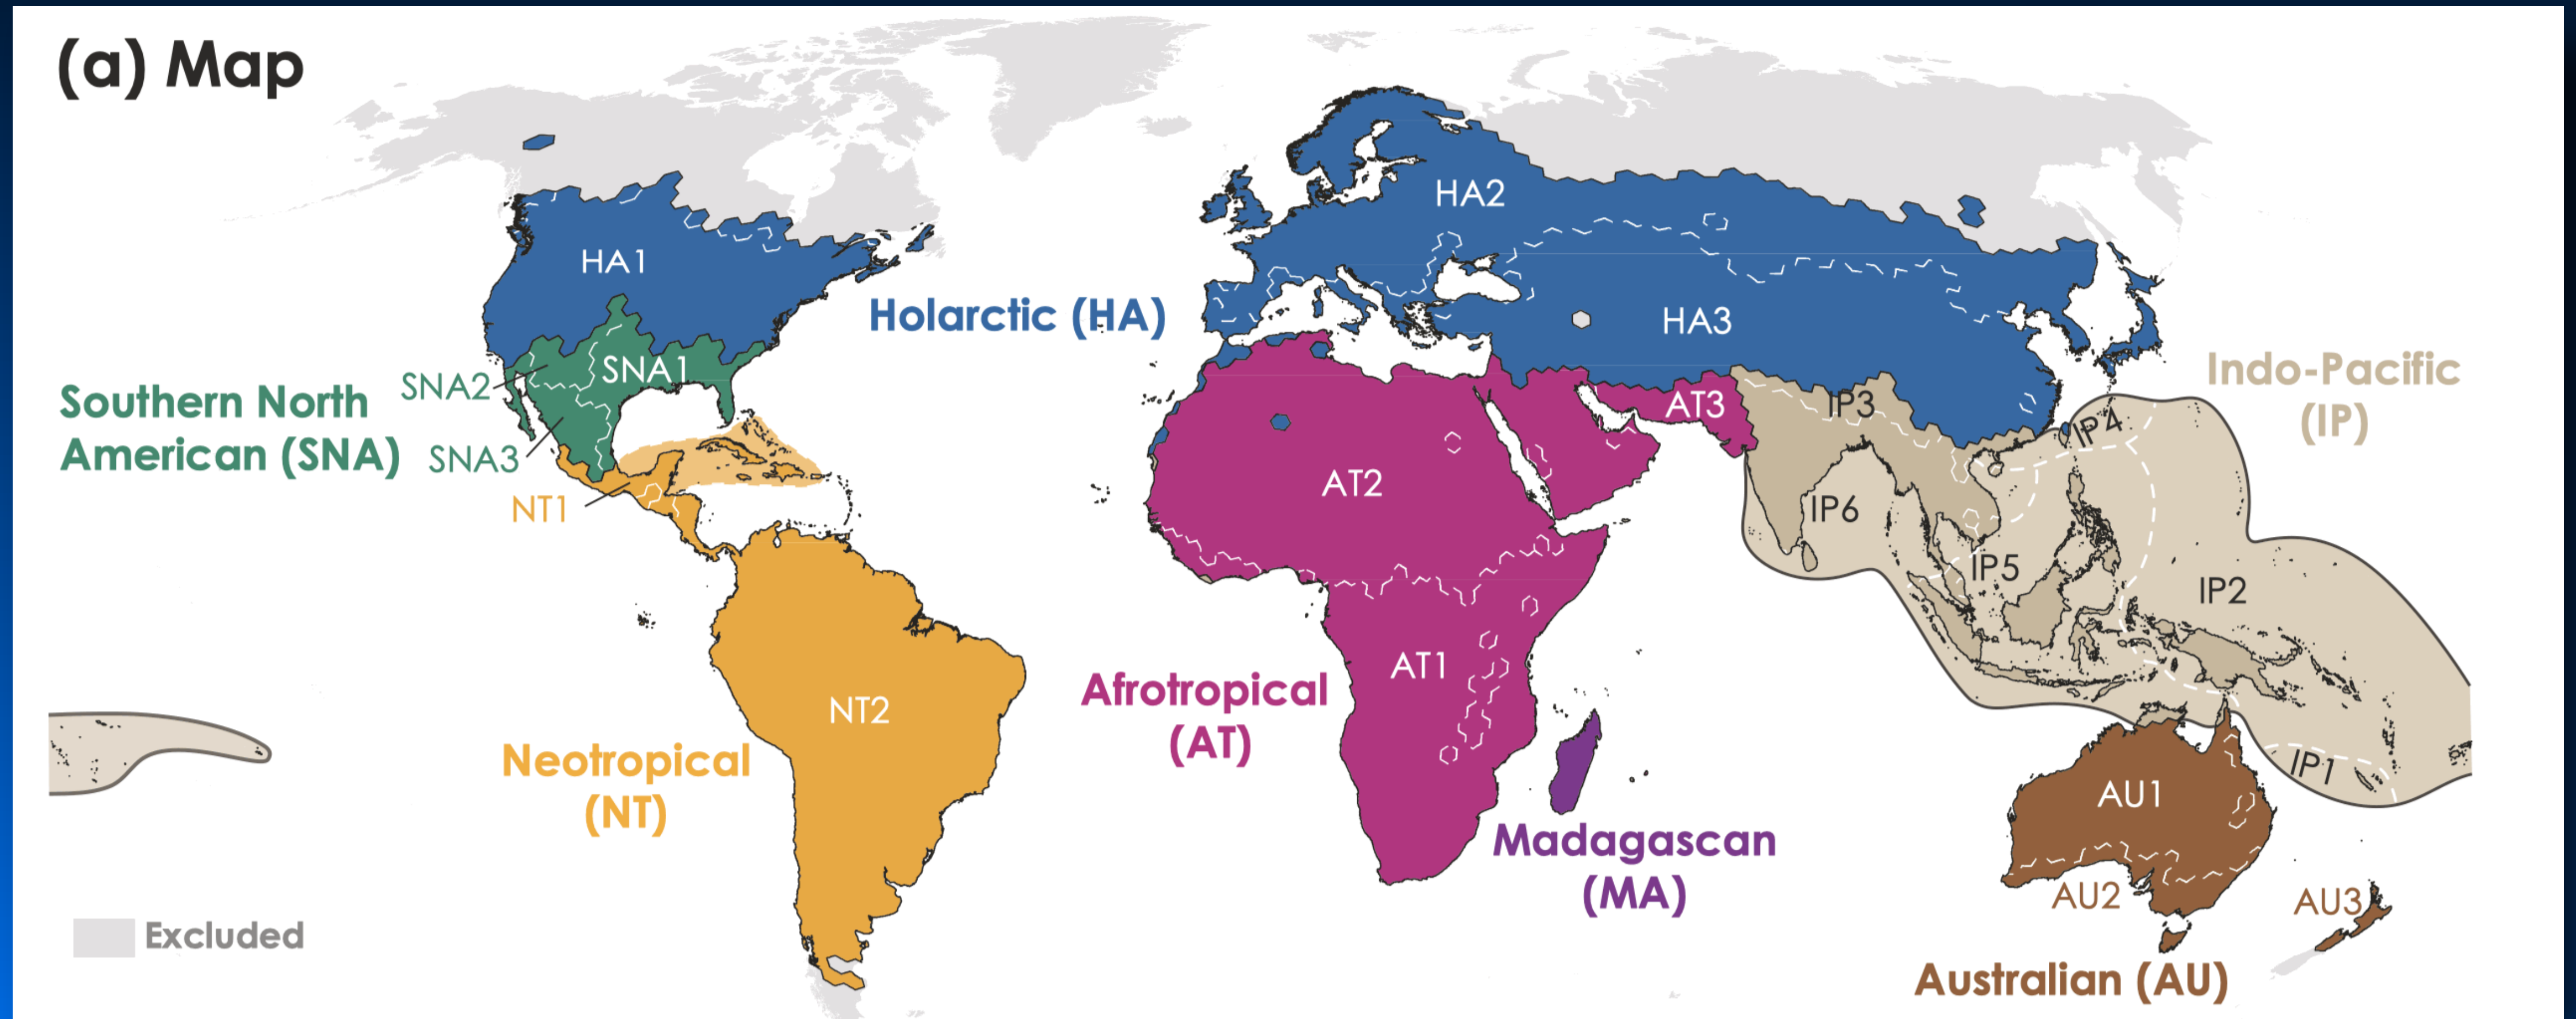 (a) Map
HA2
HA1
Holarctic (HA)
HA3
Indo-Pacific
(IP)
Southern North
American (SNA)
SNA2
SNA1
SNA3
NT1
AT3
IP3
IP4
AT2
IP6
IP5
IP2
AT1
Afrotropical
(AT)
NT2
Neotropical
(NT)
IP1
AU1
Madagascan
(MA)
AU2
AU3
Excluded
Australian (AU)